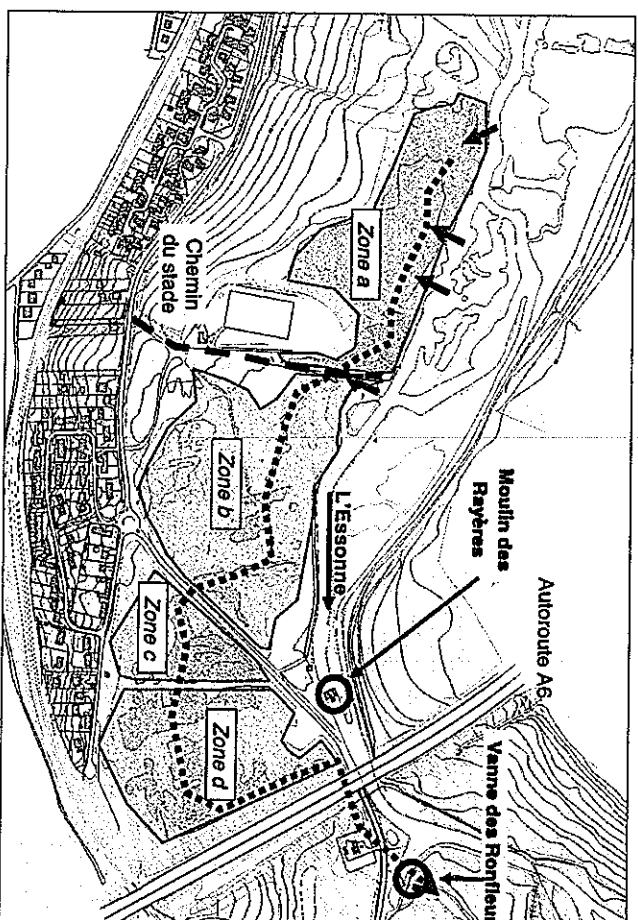 Zone a
Chemin
du stade
Zone b
L'Essonne
Moulin des
Rayères
Autoroute A6
Zone c
Zone d
Vanne des Ronfleu